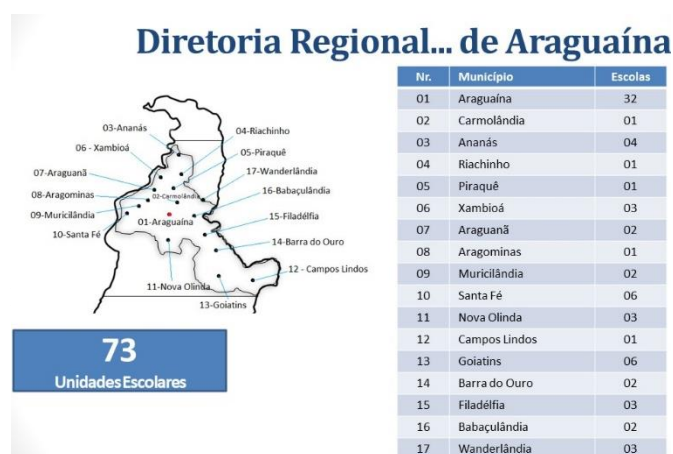 Diretoria Regional... de Araguaína
03-Ananás
04-Riachinho
06 - Xambioá
05-Piraquê
07-Araguanã
17-Wanderlândia
08-Aragominas
02-Carmolândia
16-Babaçulândia
09-Muricilândia
01-Araguaína
15-Filadélfia
10-Santa Fé
14-Barra do Ouro
12 - Campos Lindos
11-Nova Olinda
13-Goiatins
73
Unidades Escolares
Nr. Município Escolas
01 Araguaína 32
02 Carmolândia 01
03 Ananás 04
04 Riachinho 01
05 Piraquê 01
06 Xambioá 03
07 Araguanã 02
08 Aragominas 01
09 Muricilândia 02
10 Santa Fé 06
11 Nova Olinda 03
12 Campos Lindos 01
13 Goiatins 06
14 Barra do Ouro 02
15 Filadélfia 03
16 Babaçulândia 02
17 Wanderlândia 03